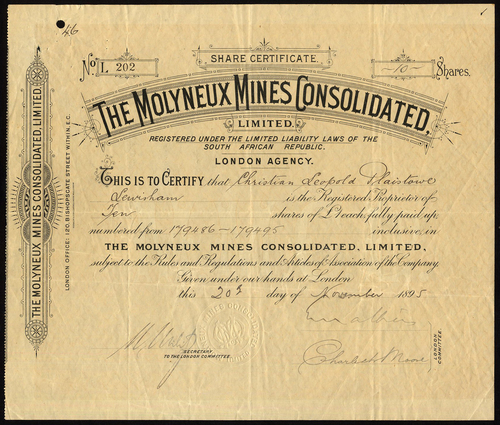 46
SHARE CERTIFICATE.
No. L 202
10 Shares.
THE MOLYNEUX MINES CONSOLIDATED,
LIMITED.
REGISTERED UNDER THE LIMITED LIABILITY LAWS OF THE
SOUTH AFRICAN REPUBLIC.
LONDON AGENCY.
THIS IS TO CERTIFY that Christian Leopold Plaistowe
Lewisham is the Registered Proprietor of
Ten shares of £1 each, fully paid up,
numbered from 179486-179495 inclusive in
THE MOLYNEUX MINES CONSOLIDATED, LIMITED,
subject to the Rules and Regulations and Articles of Association of the Company.
Given under our hands at London
this 20th day of November 1895
SECRETARY
TO THE LONDON COMMITTEE.
Charles Moore
LONDON
COMMITTEE.
THE MOLYNEUX MINES CONSOLIDATED, LIMITED.
LONDON OFFICE: 120, BISHOPSGATE STREET WITHIN, E.C.